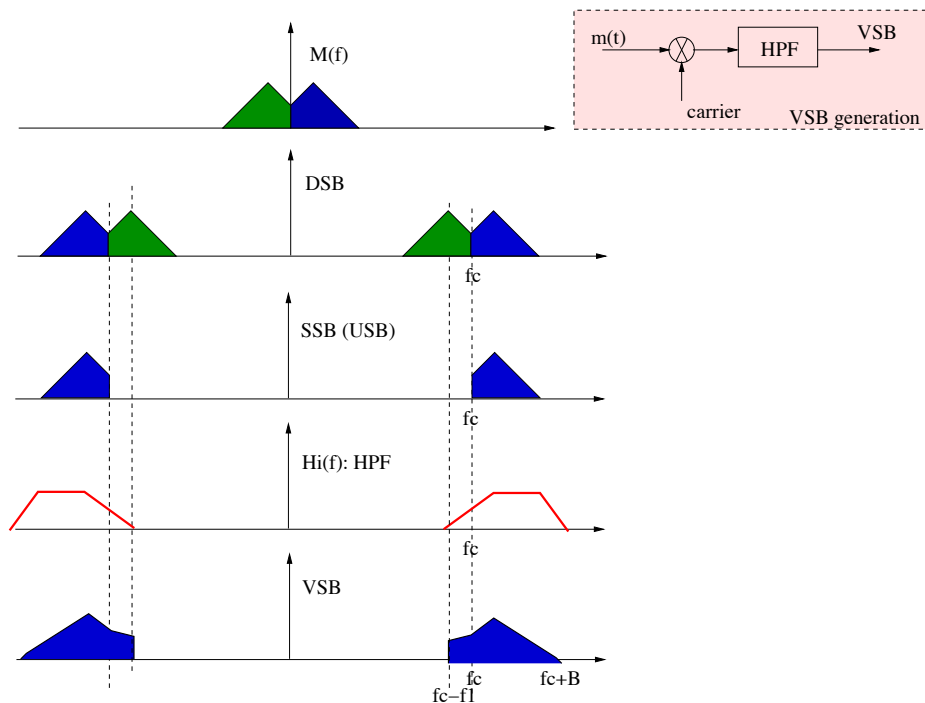 M(f)
m(t)
HPF
VSB
carrier
VSB generation
DSB
fc
SSB (USB)
fc
Hi(f): HPF
fc
VSB
fc
fc+B
fc−f1